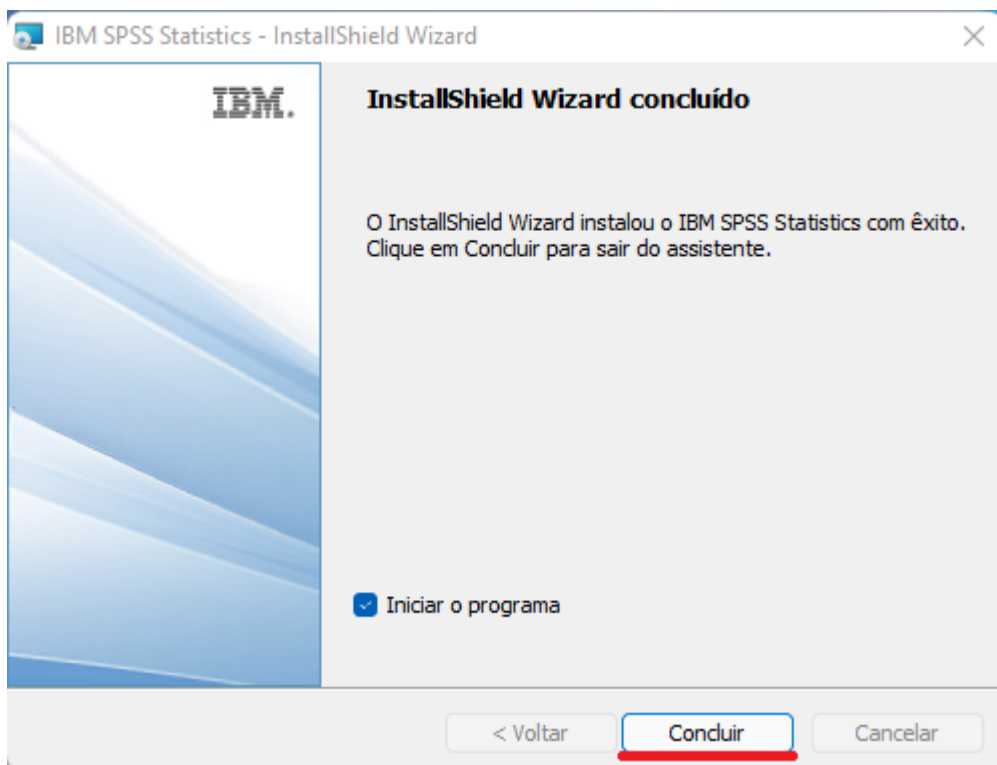 IBM SPSS Statistics - InstallShield Wizard
IBM.
InstallShield Wizard concluído
O InstallShield Wizard instalou o IBM SPSS Statistics com êxito.
Clique em Concluir para sair do assistente.
Iniciar o programa
< Voltar
Concluir
Cancelar